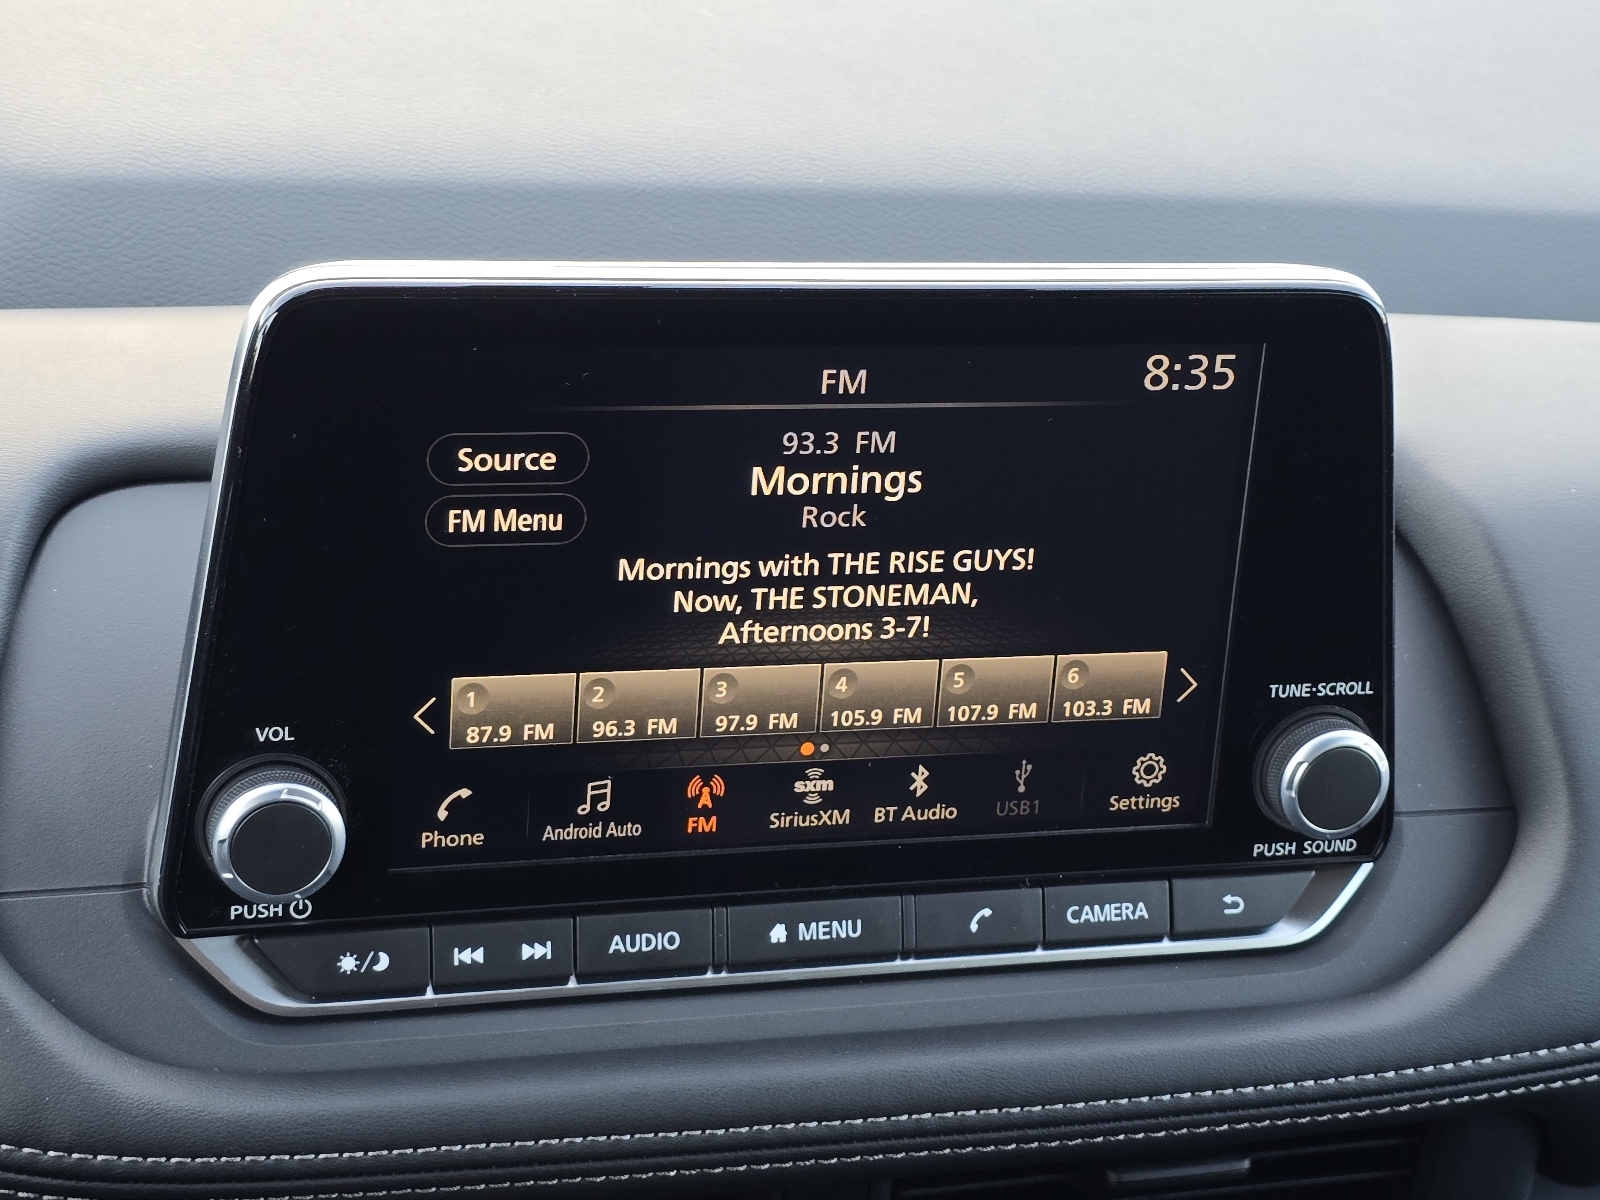 FM
8:35
Source
FM Menu
93.3 FM
Mornings
Rock
Mornings with THE RISE GUYS!
Now, THE STONEMAN,
Afternoons 3-7!
1
87.9 FM
2
96.3 FM
3
97.9 FM
4
105.9 FM
5
107.9 FM
6
103.3 FM
Phone
Android Auto
FM
sxm
SiriusXM
BT Audio
USB1
Settings
VOL
PUSH
TUNE·SCROLL
PUSH SOUND
AUDIO
MENU
CAMERA